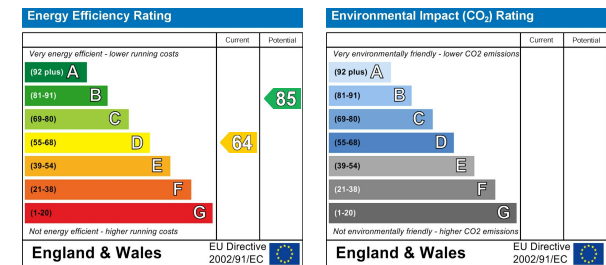 Energy Efficiency Rating
Current Potential
Very energy efficient - lower running costs
(92 plus) A
(81-91) B
85
(69-80) C
(55-68) D
64
(39-54) E
(21-38) F
(1-20) G
Not energy efficient - higher running costs
England & Wales
EU Directive
2002/91/EC
Environmental Impact (CO₂) Rating
Current Potential
Very environmentally friendly - lower CO2 emissions
(92 plus) A
(81-91) B
(69-80) C
(55-68) D
(39-54) E
(21-38) F
(1-20) G
Not environmentally friendly - higher CO2 emissions
England & Wales
EU Directive
2002/91/EC